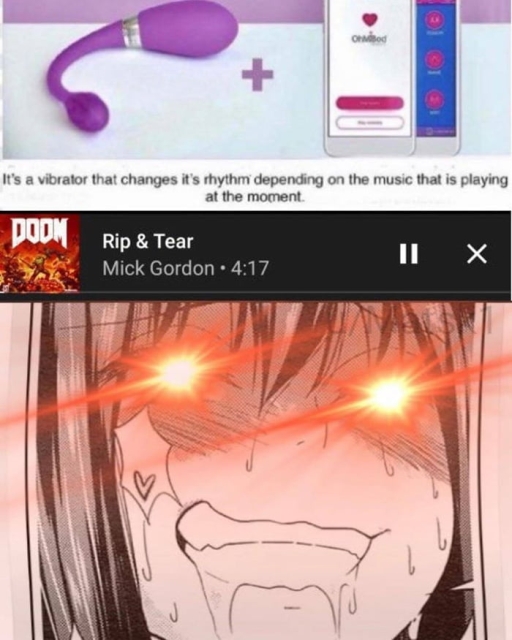 OhMiBod
It's a vibrator that changes it's rhythm depending on the music that is playing
at the moment.
DOOM
Rip & Tear
Mick Gordon • 4:17